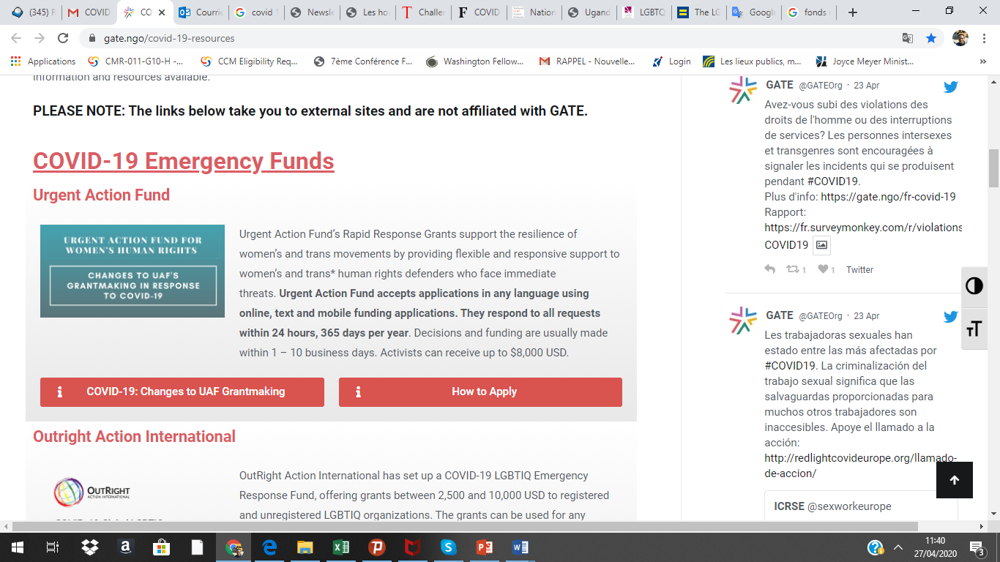 (345) F
COVID
CO
Courrie
covid 1
Newsle
Les ho
Challer
COVID
Nation
Ugand
LGBTQ
The LG
Google
fonds
gate.ngo/covid-19-resources
Applications
CMR-011-G10-H -...
CCM Eligibility Req...
7ème Conférence F...
Washington Fellow...
RAPPEL - Nouvelle...
Login
Les lieux publics, m...
Joyce Meyer Minist...
»
information and resources available.
PLEASE NOTE: The links below take you to external sites and are not affiliated with GATE.
COVID-19 Emergency Funds
Urgent Action Fund
URGENT ACTION FUND FOR
WOMEN'S HUMAN RIGHTS
CHANGES TO UAF'S
GRANTMAKING IN RESPONSE
TO COVID-19
Urgent Action Fund’s Rapid Response Grants support the resilience of
women’s and trans movements by providing flexible and responsive support to
women’s and trans* human rights defenders who face immediate
threats. Urgent Action Fund accepts applications in any language using
online, text and mobile funding applications. They respond to all requests
within 24 hours, 365 days per year. Decisions and funding are usually made
within 1 – 10 business days. Activists can receive up to $8,000 USD.
COVID-19: Changes to UAF Grantmaking
How to Apply
Outright Action International
OUTRIGHT
ACTION INTERNATIONAL
OutRight Action International has set up a COVID-19 LGBTIQ Emergency
Response Fund, offering grants between 2,500 and 10,000 USD to registered
and unregistered LGBTIQ organizations. The grants can be used for any
GATE @GATEOrg · 23 Apr
Avez-vous subi des violations des
droits de l'homme ou des interruptions
de services? Les personnes intersexes
et transgenres sont encouragées à
signaler les incidents qui se produisent
pendant #COVID19.
Plus d'info: https://gate.ngo/fr-covid-19
Rapport:
https://fr.surveymonkey.com/r/violations
COVID19
1
1
Twitter
GATE @GATEOrg · 23 Apr
Les trabajadoras sexuales han
estado entre las más afectadas por
#COVID19. La criminalización del
trabajo sexual significa que las
salvaguardas proporcionadas para
muchos otros trabajadores son
inaccesibles. Apoye el llamado a la
acción:
http://redlightcovideurope.org/llamado-
de-accion/
ICRSE @sexworkeurope
TT
11:40
27/04/2020
3